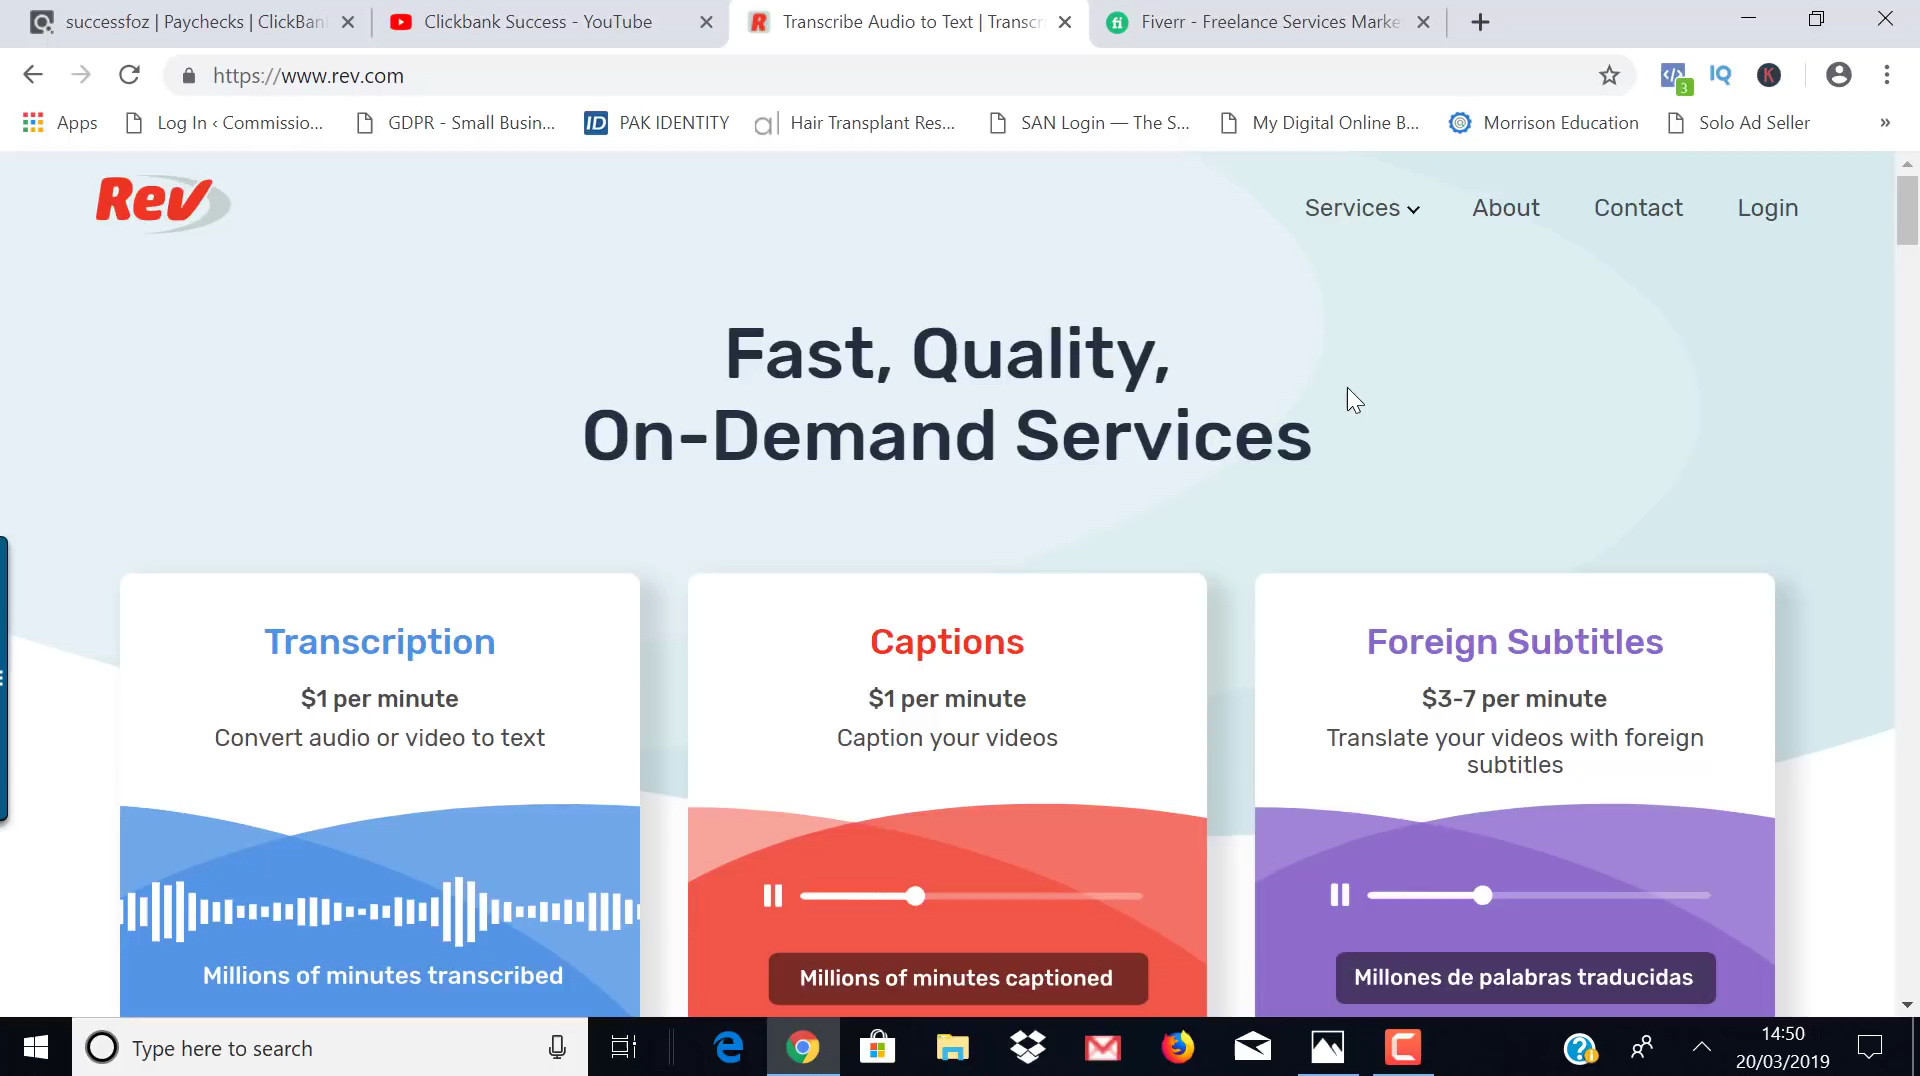 successfoz | Paychecks | ClickBan
Clickbank Success - YouTube
Transcribe Audio to Text | Transcr
Fiverr - Freelance Services Marke
https://www.rev.com
3
IQ
K
Apps
Log In ‹ Commissio...
GDPR - Small Busin...
ID PAK IDENTITY
Hair Transplant Res...
SAN Login — The S...
My Digital Online B...
Morrison Education
Solo Ad Seller
»
Rev
Services
About
Contact
Login
Fast, Quality,
On-Demand Services
Transcription
$1 per minute
Convert audio or video to text
Millions of minutes transcribed
Captions
$1 per minute
Caption your videos
Millions of minutes captioned
Foreign Subtitles
$3-7 per minute
Translate your videos with foreign
subtitles
Millones de palabras traducidas
Type here to search
14:50
20/03/2019